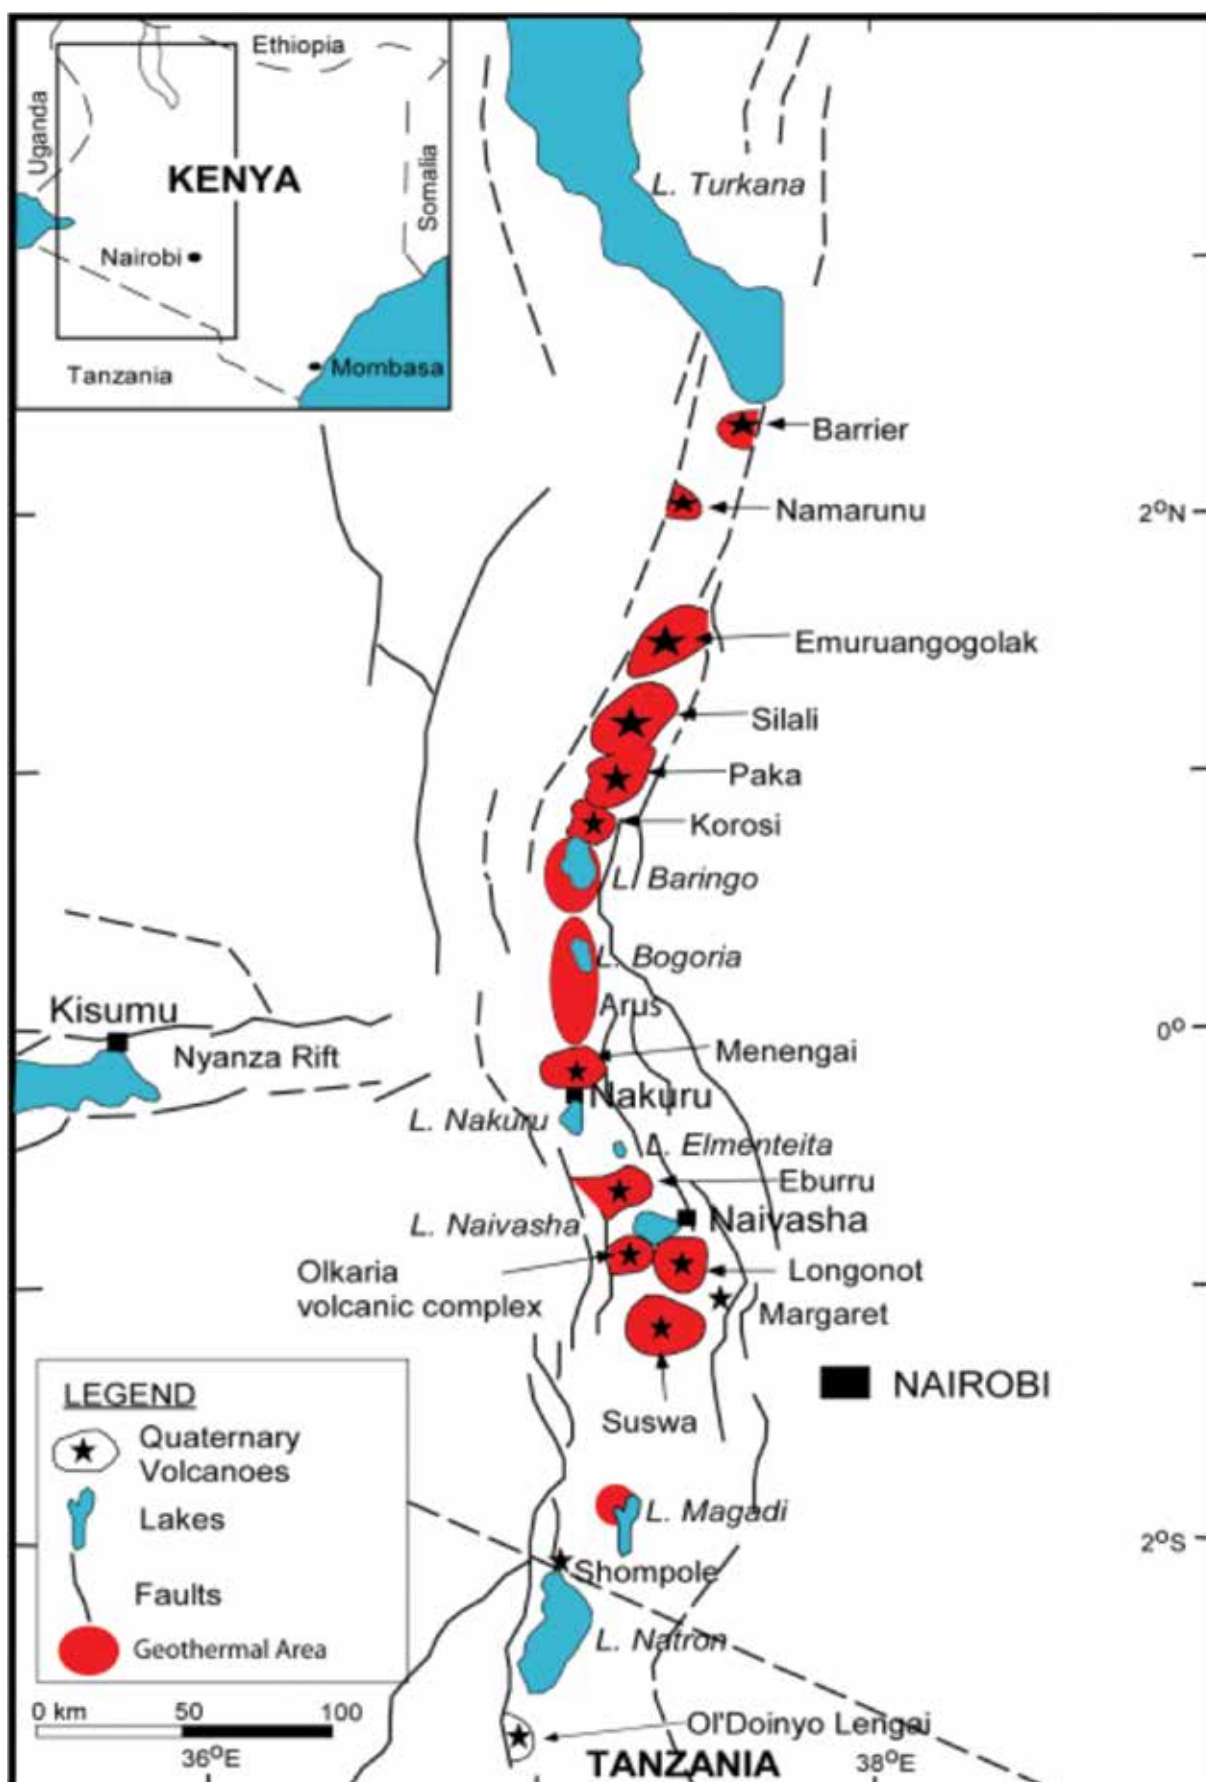 Ethiopia
Uganda
KENYA
Somalia
Nairobi
Tanzania
Mombasa
L. Turkana
Barrier
Namarunu
2°N
Emuruangogolak
Silali
Paka
Korosi
L. Baringo
L. Bogoria
Arus
Kisumu
0°
Nyanza Rift
Menengai
Nakuru
L. Nakuru
L. Elmenteita
Eburru
L. Naivasha
Naivasha
Olkaria
volcanic complex
Longonot
Margaret
NAIROBI
Suswa
LEGEND
Quaternary
Volcanoes
Lakes
Faults
Geothermal Area
L. Magadi
2°S
Shompole
L. Natron
0 km 50 100
Ol'Doinyo Lengai
36°E
TANZANIA
38°E